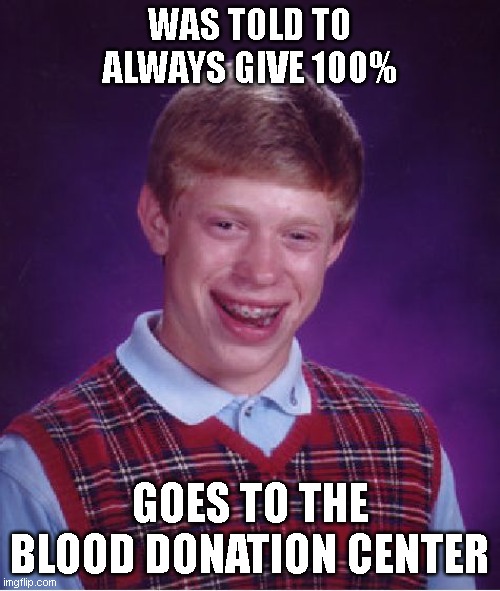 WAS TOLD TO
ALWAYS GIVE 100%
GOES TO THE
BLOOD DONATION CENTER
imgflip.com